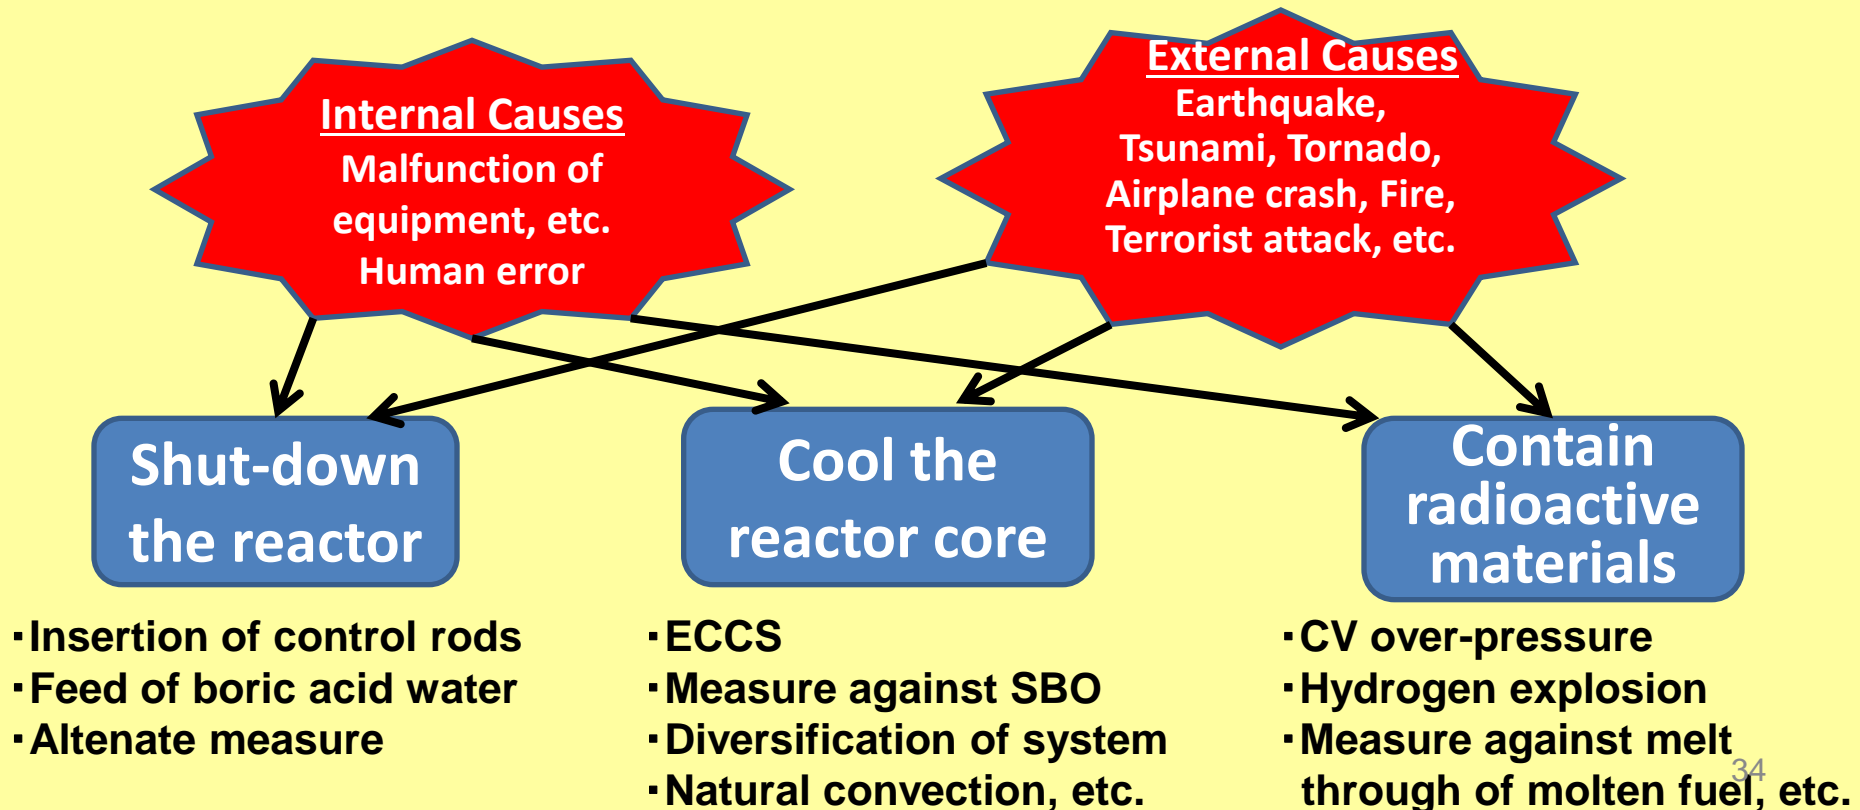 Internal Causes
Malfunction of
equipment, etc.
Human error
External Causes
Earthquake,
Tsunami, Tornado,
Airplane crash, Fire,
Terrorist attack, etc.
Shut-down
the reactor
Cool the
reactor core
Contain
radioactive
materials
・Insertion of control rods
・Feed of boric acid water
・Altenate measure
・ECCS
・Measure against SBO
・Diversification of system
・Natural convection, etc.
・CV over-pressure
・Hydrogen explosion
・Measure against melt
through of molten fuel, etc.
34